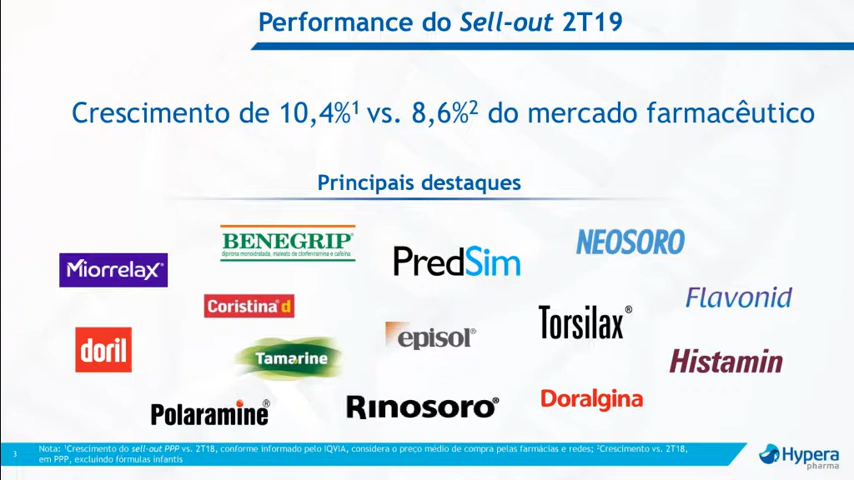 Performance do Sell-out 2T19
Crescimento de 10,4%¹ vs. 8,6%² do mercado farmacêutico
Principais destaques
Miorrelax®
BENEGRIP®
dipirona monoidratada, maleato de clorfeniramina e cafeína
PredSim
NEOSORO
Coristina® d
Flavonid
doril
Tamarine
episol®
Torsilax®
Histamin
Polaramine®
Rinosoro®
Doralgina
3
Nota: ¹Crescimento do sell-out PPP vs. 2T18, conforme informado pelo IQVIA, considera o preço médio de compra pelas farmácias e redes; ²Crescimento vs. 2T18,
em PPP, excluindo fórmulas infantis
Hypera
pharma